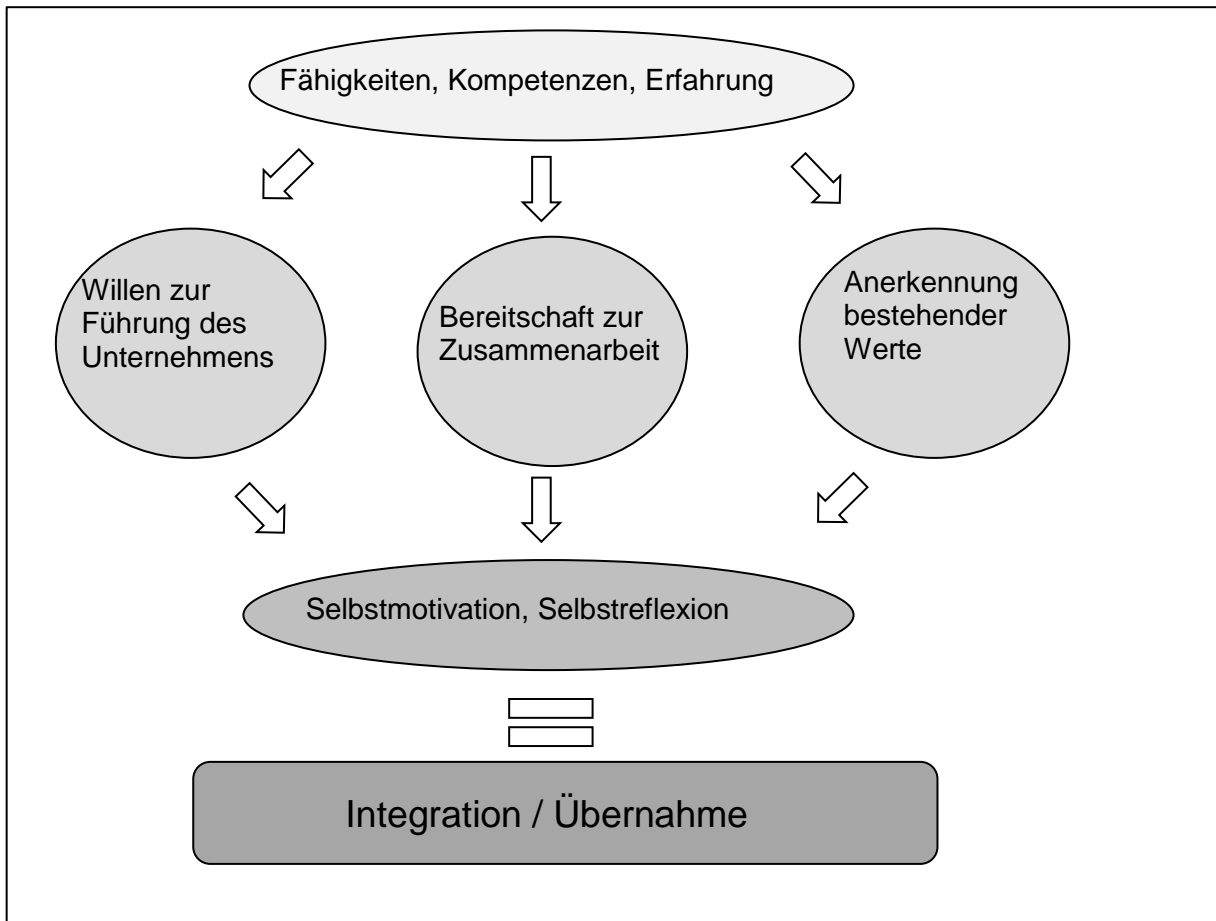 Fähigkeiten, Kompetenzen, Erfahrung
Willen zur
Führung des
Unternehmens
Bereitschaft zur
Zusammenarbeit
Anerkennung
bestehender
Werte
Selbstmotivation, Selbstreflexion
Integration / Übernahme